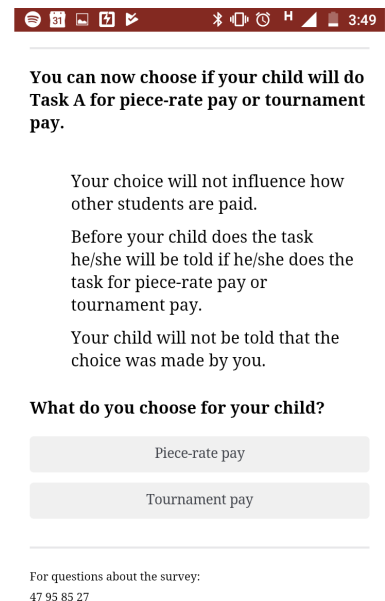 31 H 3:49
You can now choose if your child will do
Task A for piece-rate pay or tournament
pay.
Your choice will not influence how
other students are paid.
Before your child does the task
he/she will be told if he/she does the
task for piece-rate pay or
tournament pay.
Your child will not be told that the
choice was made by you.
What do you choose for your child?
Piece-rate pay
Tournament pay
For questions about the survey:
47 95 85 27